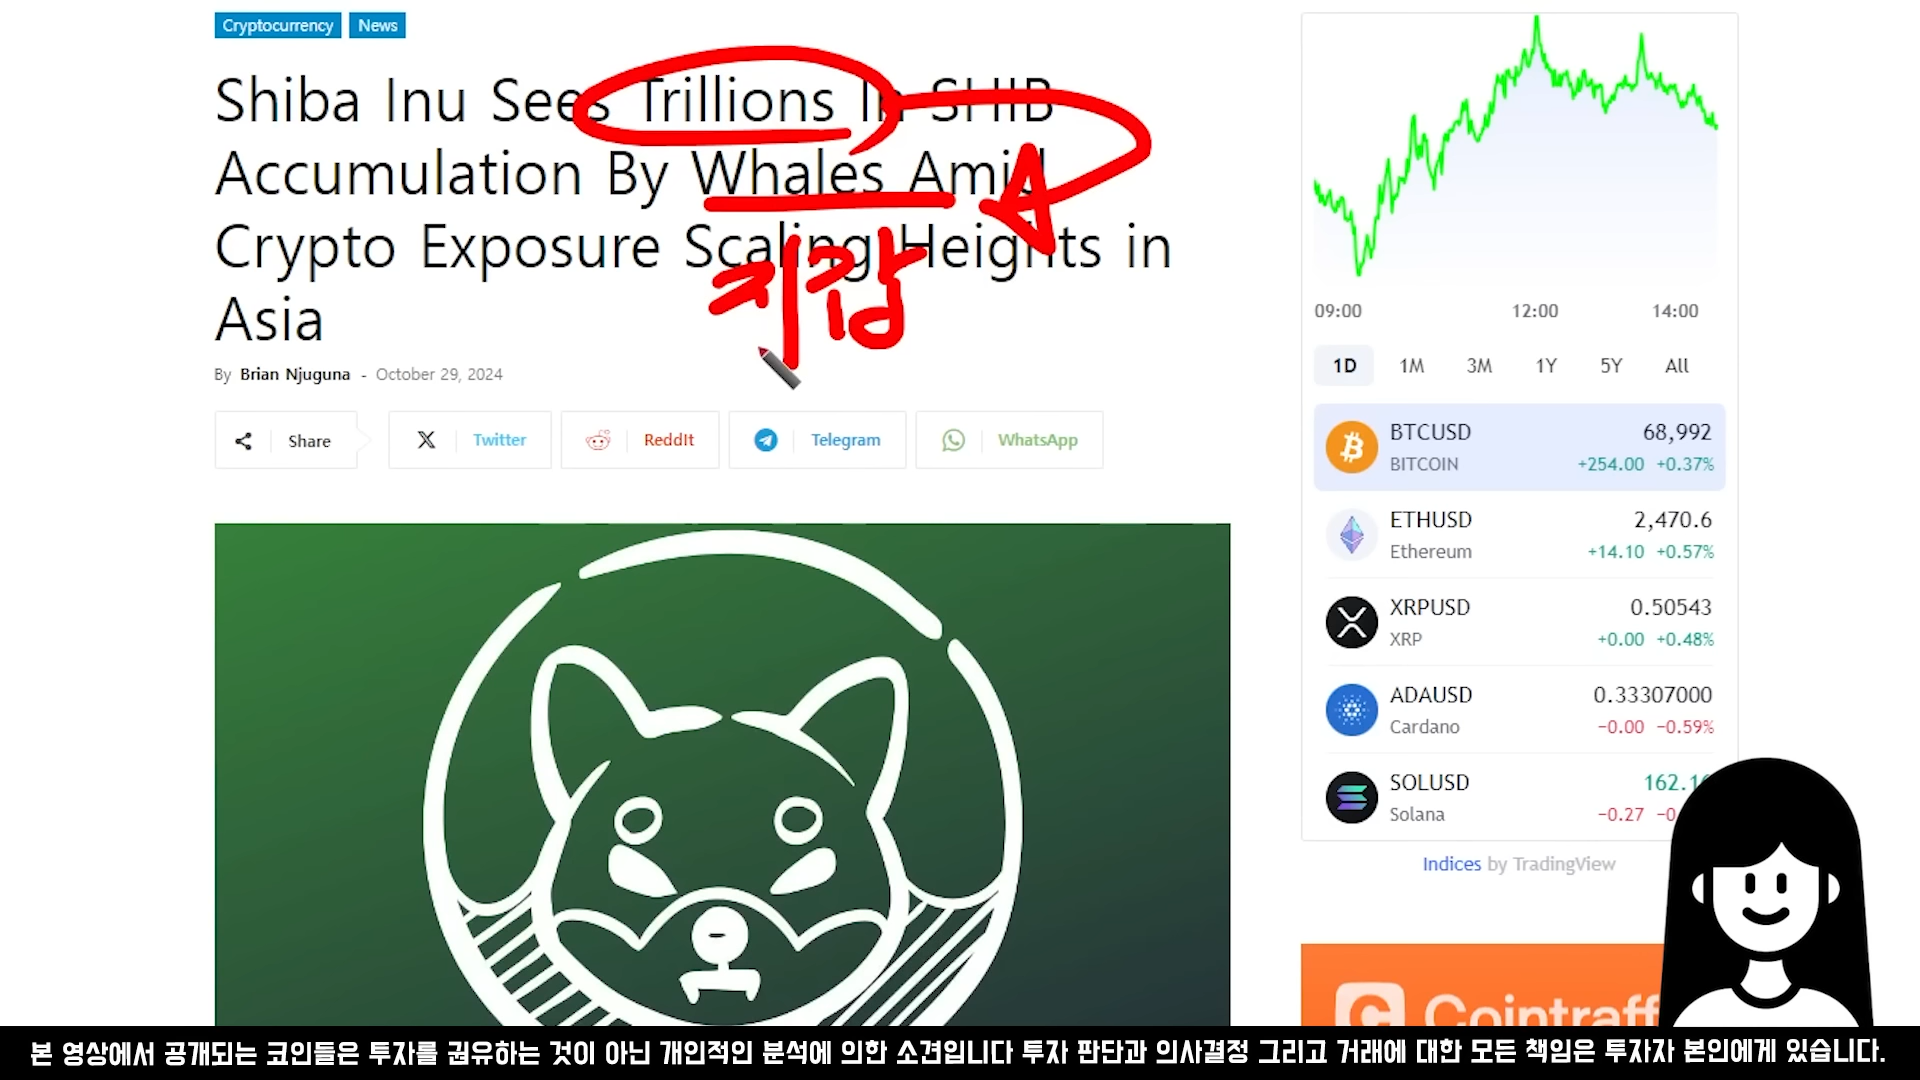 Cryptocurrency News
Shiba Inu Sees Trillions In SHIB
Accumulation By Whales Amid
Crypto Exposure Scaling Heights in
Asia
키캅
By Brian Njuguna - October 29, 2024
Share
Twitter
ReddIt
Telegram
WhatsApp
09:00 12:00 14:00
1D 1M 3M 1Y 5Y All
BTCUSD 68,992
BITCOIN +254.00 +0.37%
ETHUSD 2,470.6
Ethereum +14.10 +0.57%
XRPUSD 0.50543
XRP +0.00 +0.48%
ADAUSD 0.33307000
Cardano −0.00 −0.59%
SOLUSD 162.1
Solana −0.27
Indices by TradingView
Cointraff
본 영상에서 공개되는 코인들은 투자를 권유하는 것이 아닌 개인적인 분석에 의한 소견입니다 투자 판단과 의사결정 그리고 거래에 대한 모든 책임은 투자자 본인에게 있습니다.